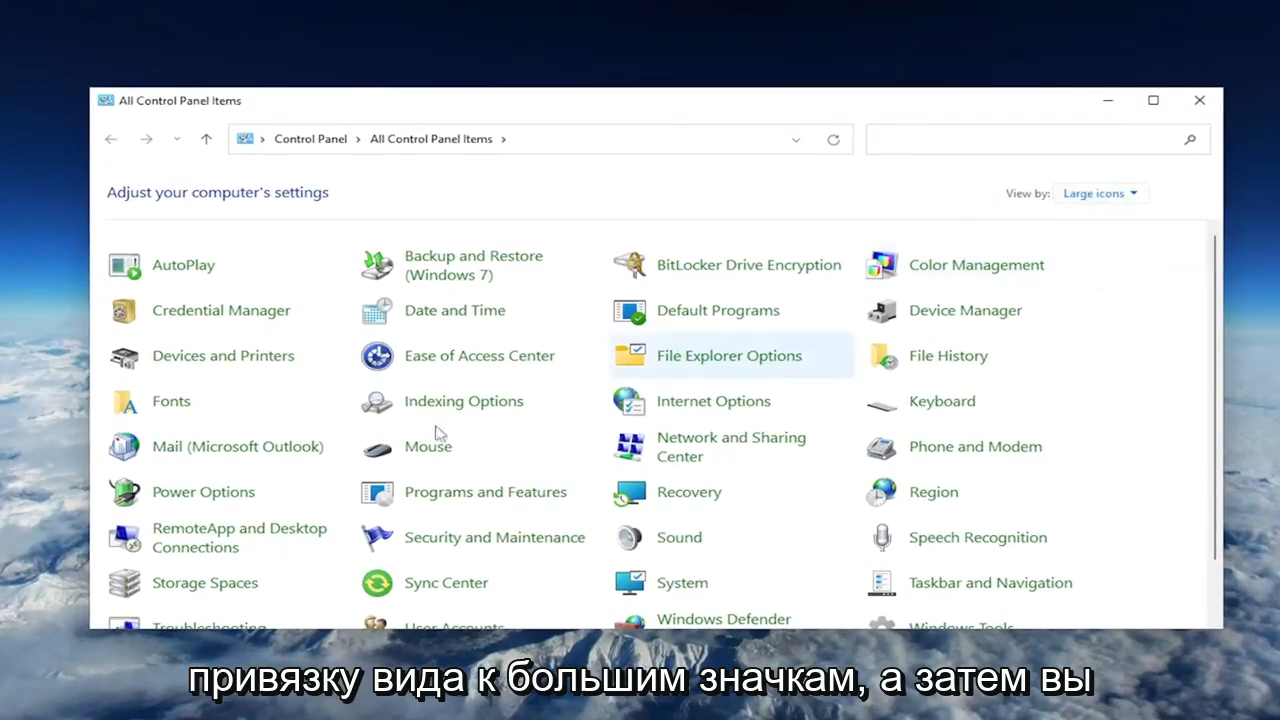 All Control Panel Items
Control Panel
All Control Panel Items
Adjust your computer's settings
View by:
Large icons
AutoPlay
Backup and Restore
(Windows 7)
BitLocker Drive Encryption
Color Management
Credential Manager
Date and Time
Default Programs
Device Manager
Devices and Printers
Ease of Access Center
File Explorer Options
File History
Fonts
Indexing Options
Internet Options
Keyboard
Mail (Microsoft Outlook)
Mouse
Network and Sharing
Center
Phone and Modem
Power Options
Programs and Features
Recovery
Region
RemoteApp and Desktop
Connections
Security and Maintenance
Sound
Speech Recognition
Storage Spaces
Sync Center
System
Taskbar and Navigation
Troubleshooting
User Accounts
Windows Defender
Windows Tools
привязку вида к большим значкам, а затем вы